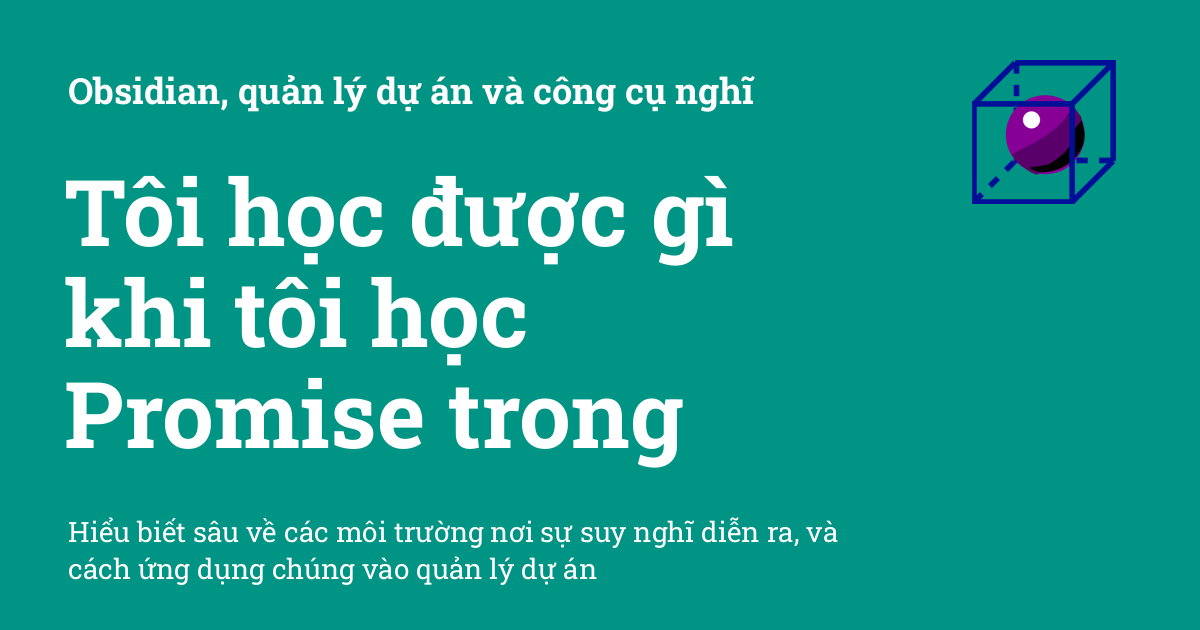 Obsidian, quản lý dự án và công cụ nghĩ
Tôi học được gì
khi tôi học
Promise trong
Hiểu biết sâu về các môi trường nơi sự suy nghĩ diễn ra, và
cách ứng dụng chúng vào quản lý dự án